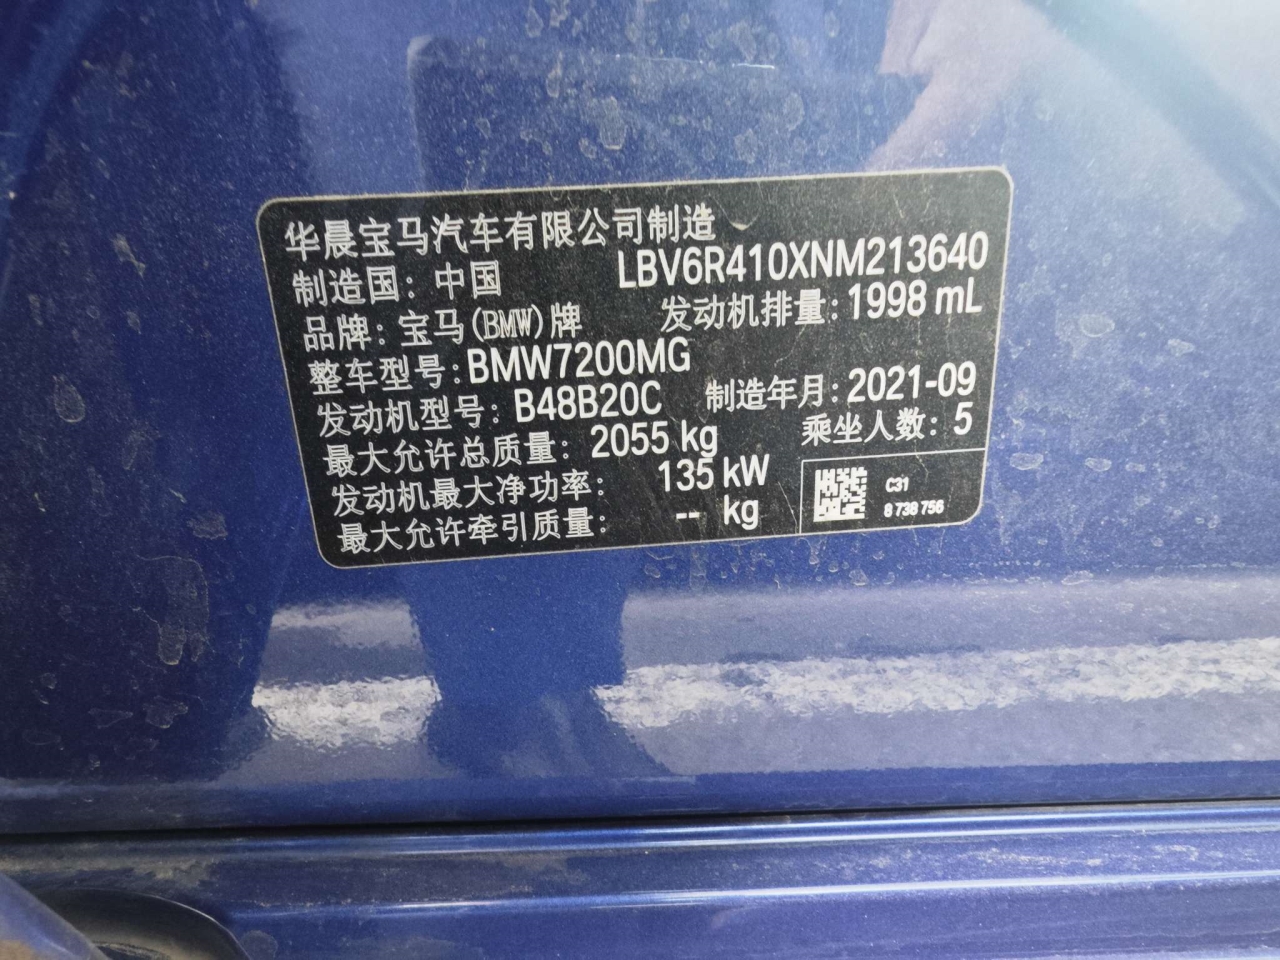 华晨宝马汽车有限公司制造
制造国：中国 LBV6R410XNM213640
品牌：宝马(BMW)牌 发动机排量：1998 mL
整车型号：BMW7200MG
发动机型号：B48B20C 制造年月：2021-09
最大允许总质量：2055 kg 乘坐人数：5
发动机最大净功率：135 kW
最大允许牵引质量：-- kg
C31
8 738 756